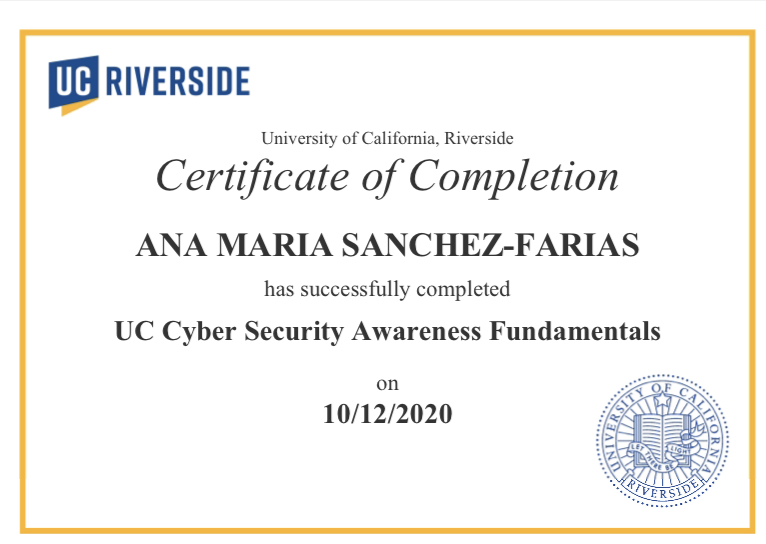 UC RIVERSIDE
University of California, Riverside
Certificate of Completion
ANA MARIA SANCHEZ-FARIAS
has successfully completed
UC Cyber Security Awareness Fundamentals
on
10/12/2020
UNIVERSITY OF CALIFORNIA
LET THERE BE LIGHT
RIVERSIDE